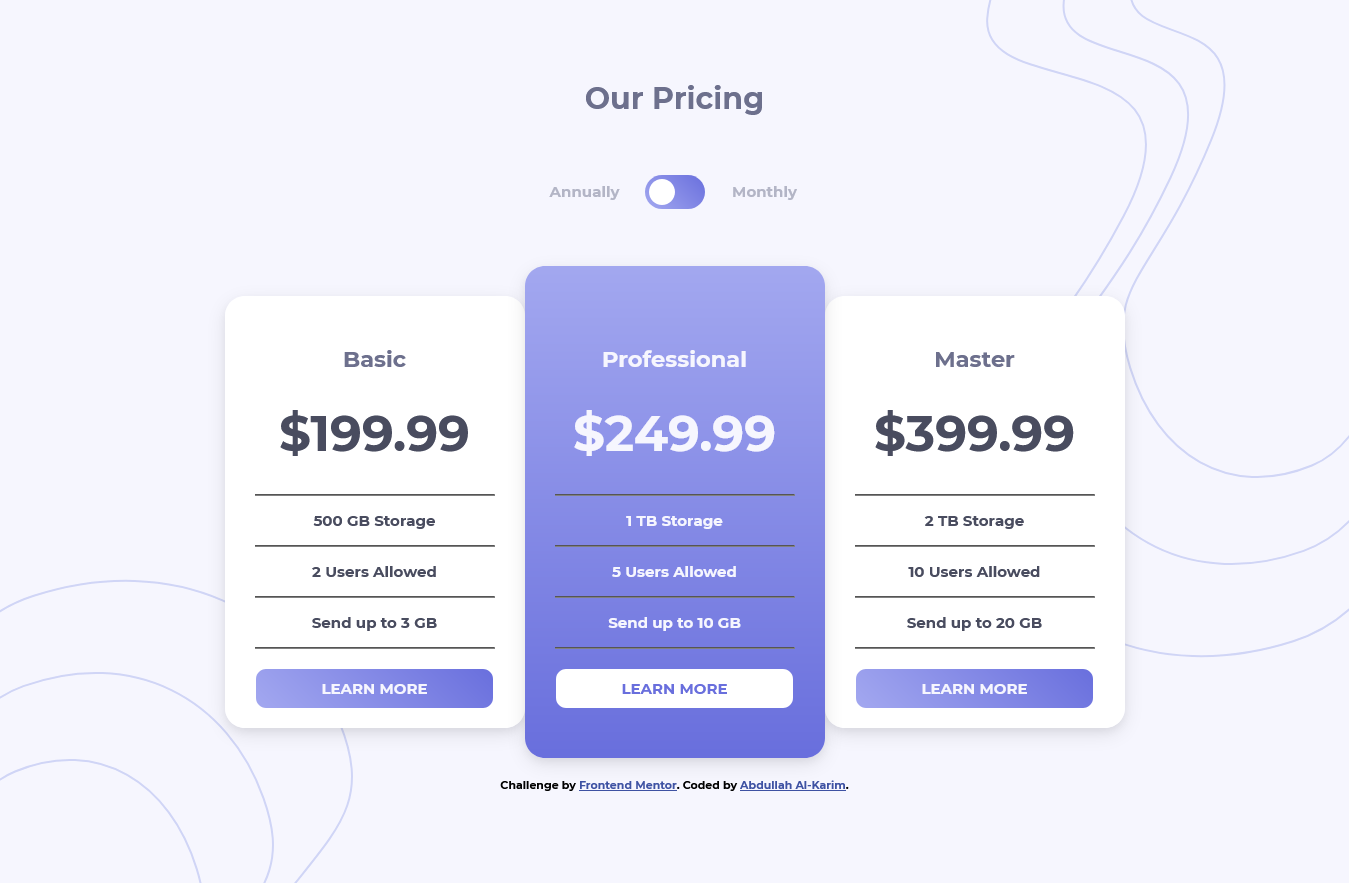 Our Pricing
Annually
Monthly
Basic
$199.99
500 GB Storage
2 Users Allowed
Send up to 3 GB
LEARN MORE
Professional
$249.99
1 TB Storage
5 Users Allowed
Send up to 10 GB
LEARN MORE
Master
$399.99
2 TB Storage
10 Users Allowed
Send up to 20 GB
LEARN MORE
Challenge by Frontend Mentor. Coded by Abdullah Al-Karim.